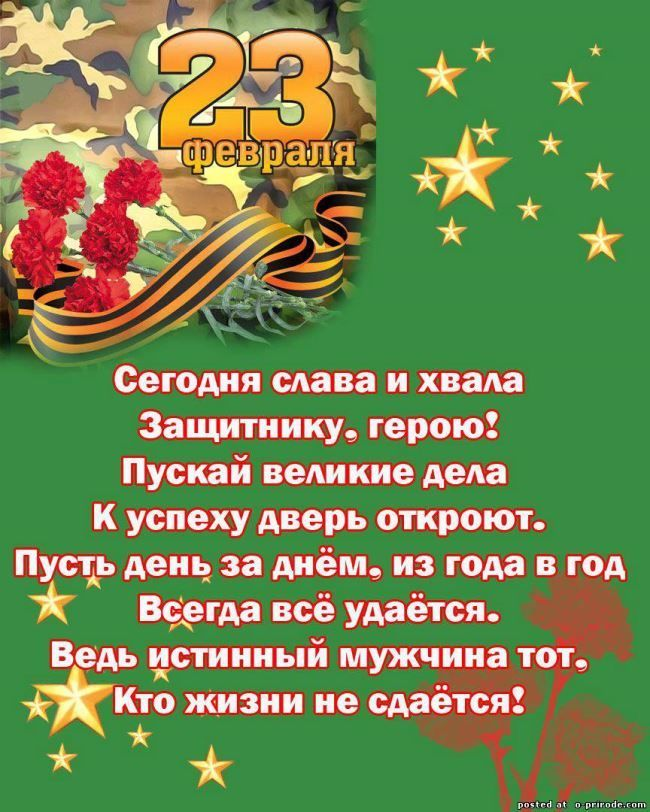 23
февраля
Сегодня слава и хвала
Защитнику, герою!
Пускай великие дела
К успеху дверь откроют.
Пусть день за днём, из года в год
Всегда всё удаётся.
Ведь истинный мужчина тот,
Кто жизни не сдаётся!
posted at o-prirode.com